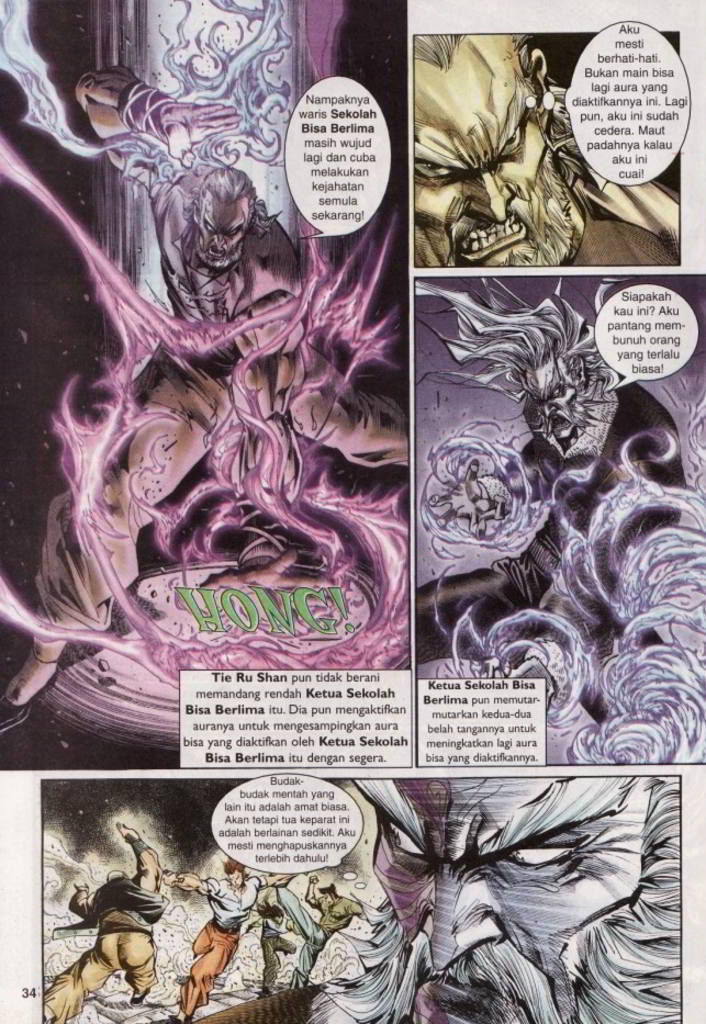 Nampaknya
waris Sekolah
Bisa Berlima
masih wujud
lagi dan cuba
melakukan
kejahatan
semula
sekarang!
Aku
mesti
berhati-hati.
Bukan main bisa
lagi aura yang
diaktifkannya ini. Lagi
pun, aku ini sudah
cedera. Maut
padahnya kalau
aku ini
cuai!
Siapakah
kau ini? Aku
pantang mem-
bunuh orang
yang terlalu
biasa!
HONG!
Tie Ru Shan pun tidak berani
memandang rendah Ketua Sekolah
Bisa Berlima itu. Dia pun mengaktifkan
auranya untuk mengesampingkan aura
bisa yang diaktifkan oleh Ketua Sekolah
Bisa Berlima itu dengan segera.
Ketua Sekolah Bisa
Berlima pun memutar-
mutarkan kedua-dua
belah tangannya untuk
meningkatkan lagi aura
bisa yang diaktifkannya.
Budak-
budak mentah yang
lain itu adalah amat biasa.
Akan tetapi tua keparat ini
adalah berlainan sedikit. Aku
mesti menghapuskannya
terlebih dahulu!
34